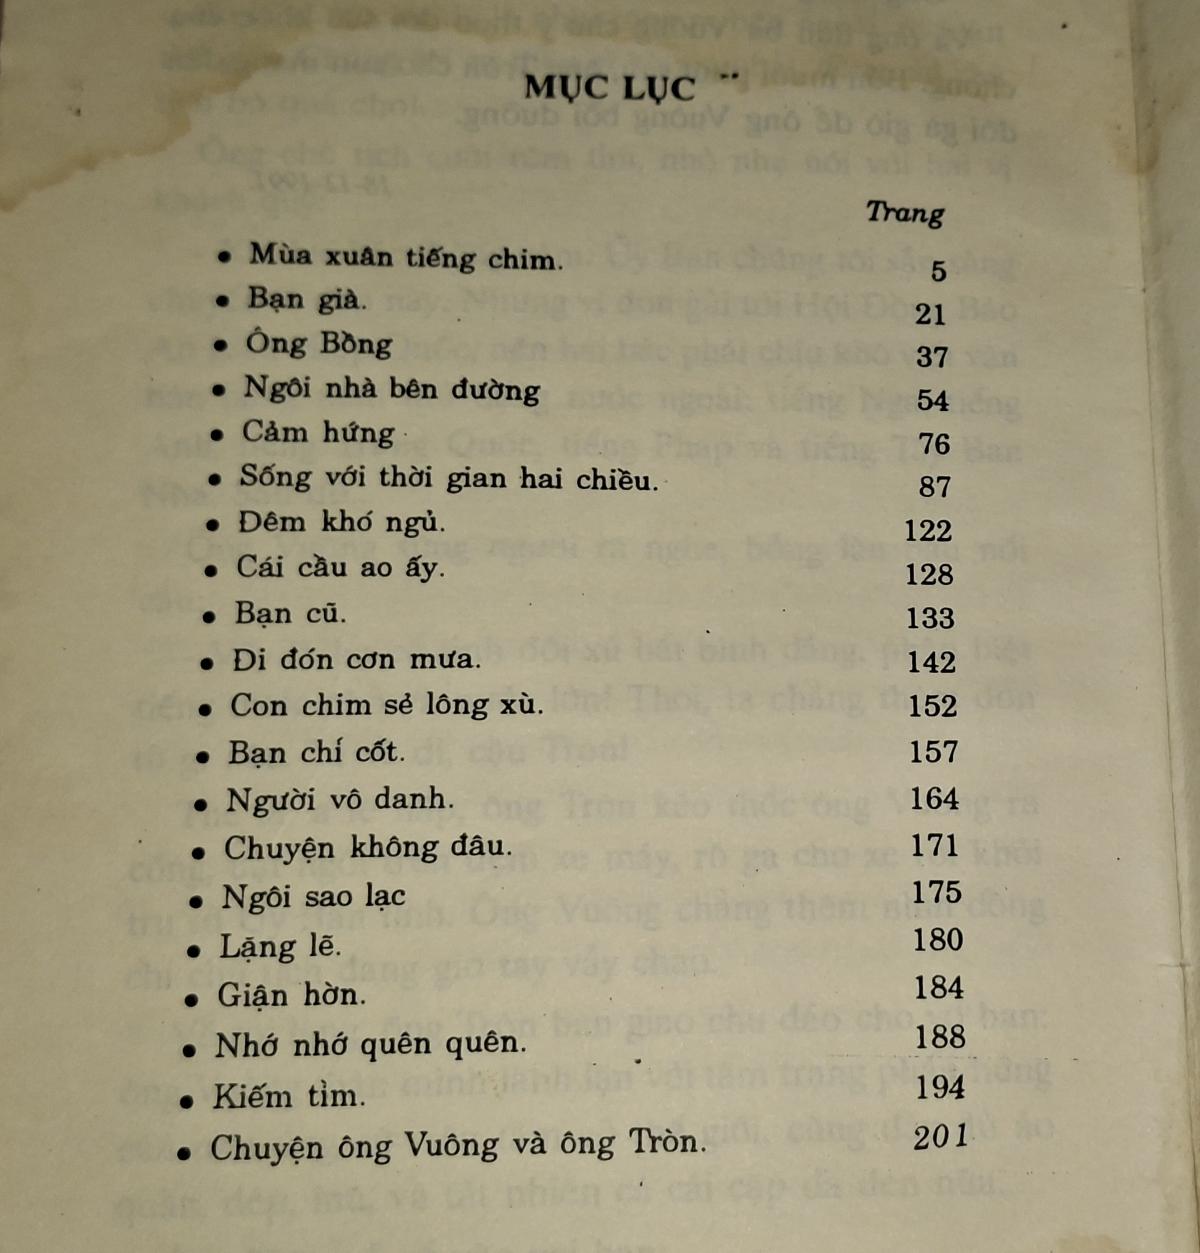 MỤC LỤC
Trang
• Mùa xuân tiếng chim. 5
• Bạn già. 21
• Ông Bồng 37
• Ngôi nhà bên đường 54
• Cảm hứng 76
• Sống với thời gian hai chiều. 87
• Đêm khó ngủ. 122
• Cái cầu ao ấy. 128
• Bạn cũ. 133
• Đi đón cơn mưa. 142
• Con chim sẻ lông xù. 152
• Bạn chí cốt. 157
• Người vô danh. 164
• Chuyện không đâu. 171
• Ngôi sao lạc 175
• Lặng lẽ. 180
• Giận hờn. 184
• Nhớ nhớ quên quên. 188
• Kiếm tìm. 194
• Chuyện ông Vuông và ông Tròn. 201